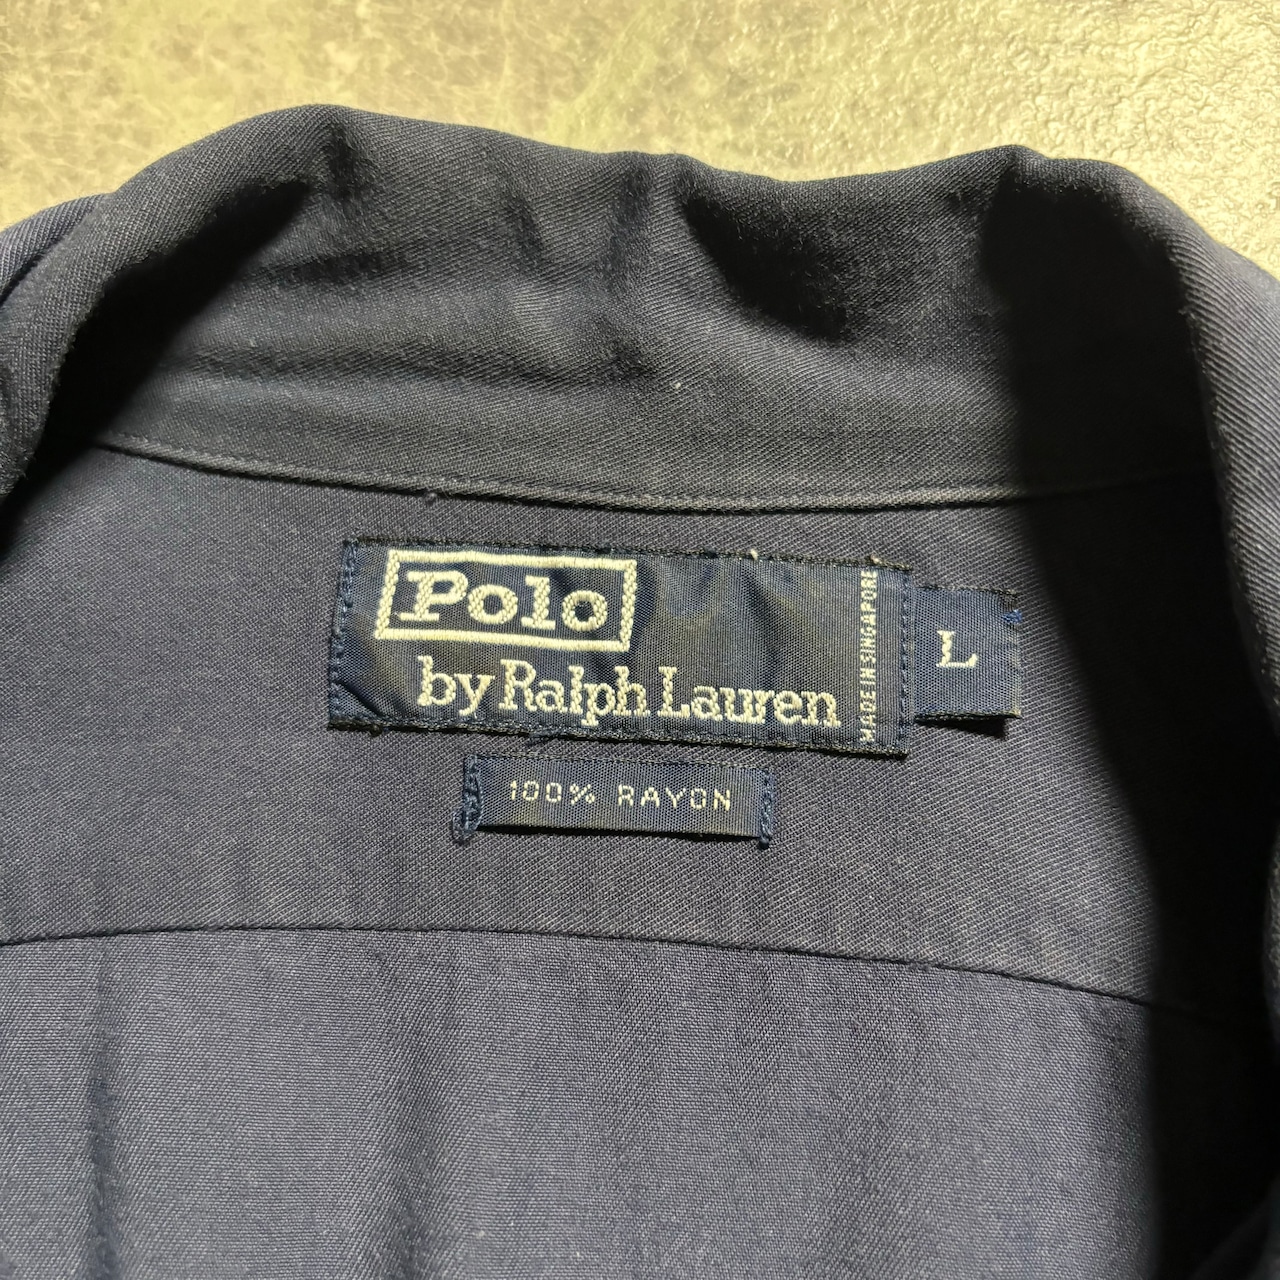 Polo
by Ralph Lauren
MADE IN SINGAPORE
L
100% RAYON